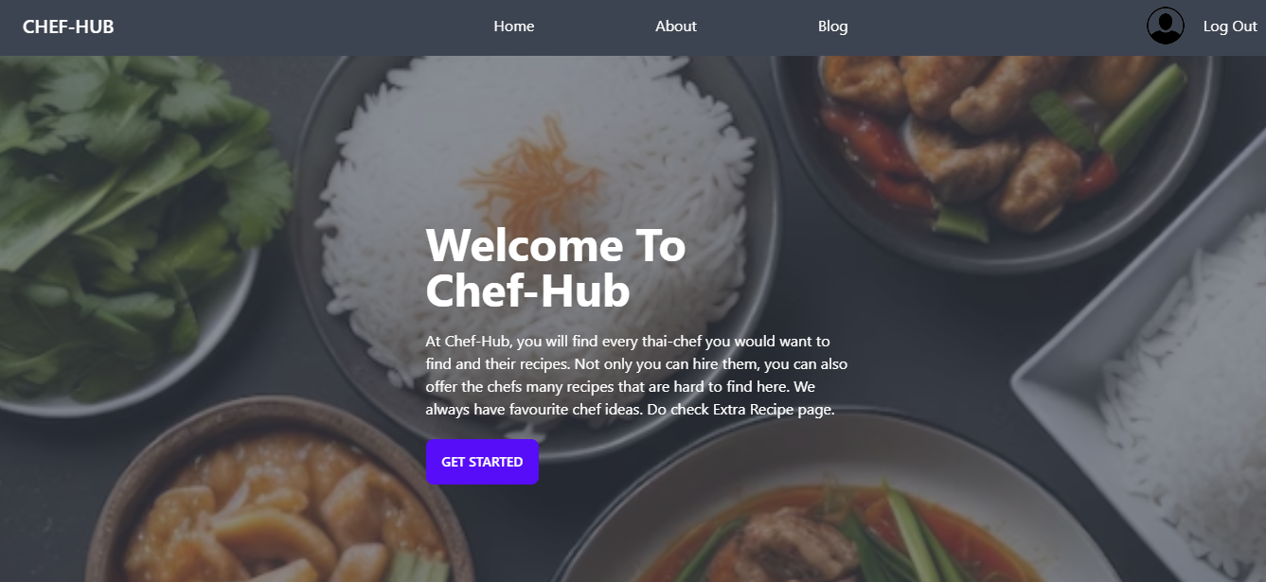 CHEF-HUB
Home
About
Blog
Log Out
Welcome To
Chef-Hub
At Chef-Hub, you will find every thai-chef you would want to
find and their recipes. Not only you can hire them, you can also
offer the chefs many recipes that are hard to find here. We
always have favourite chef ideas. Do check Extra Recipe page.
GET STARTED